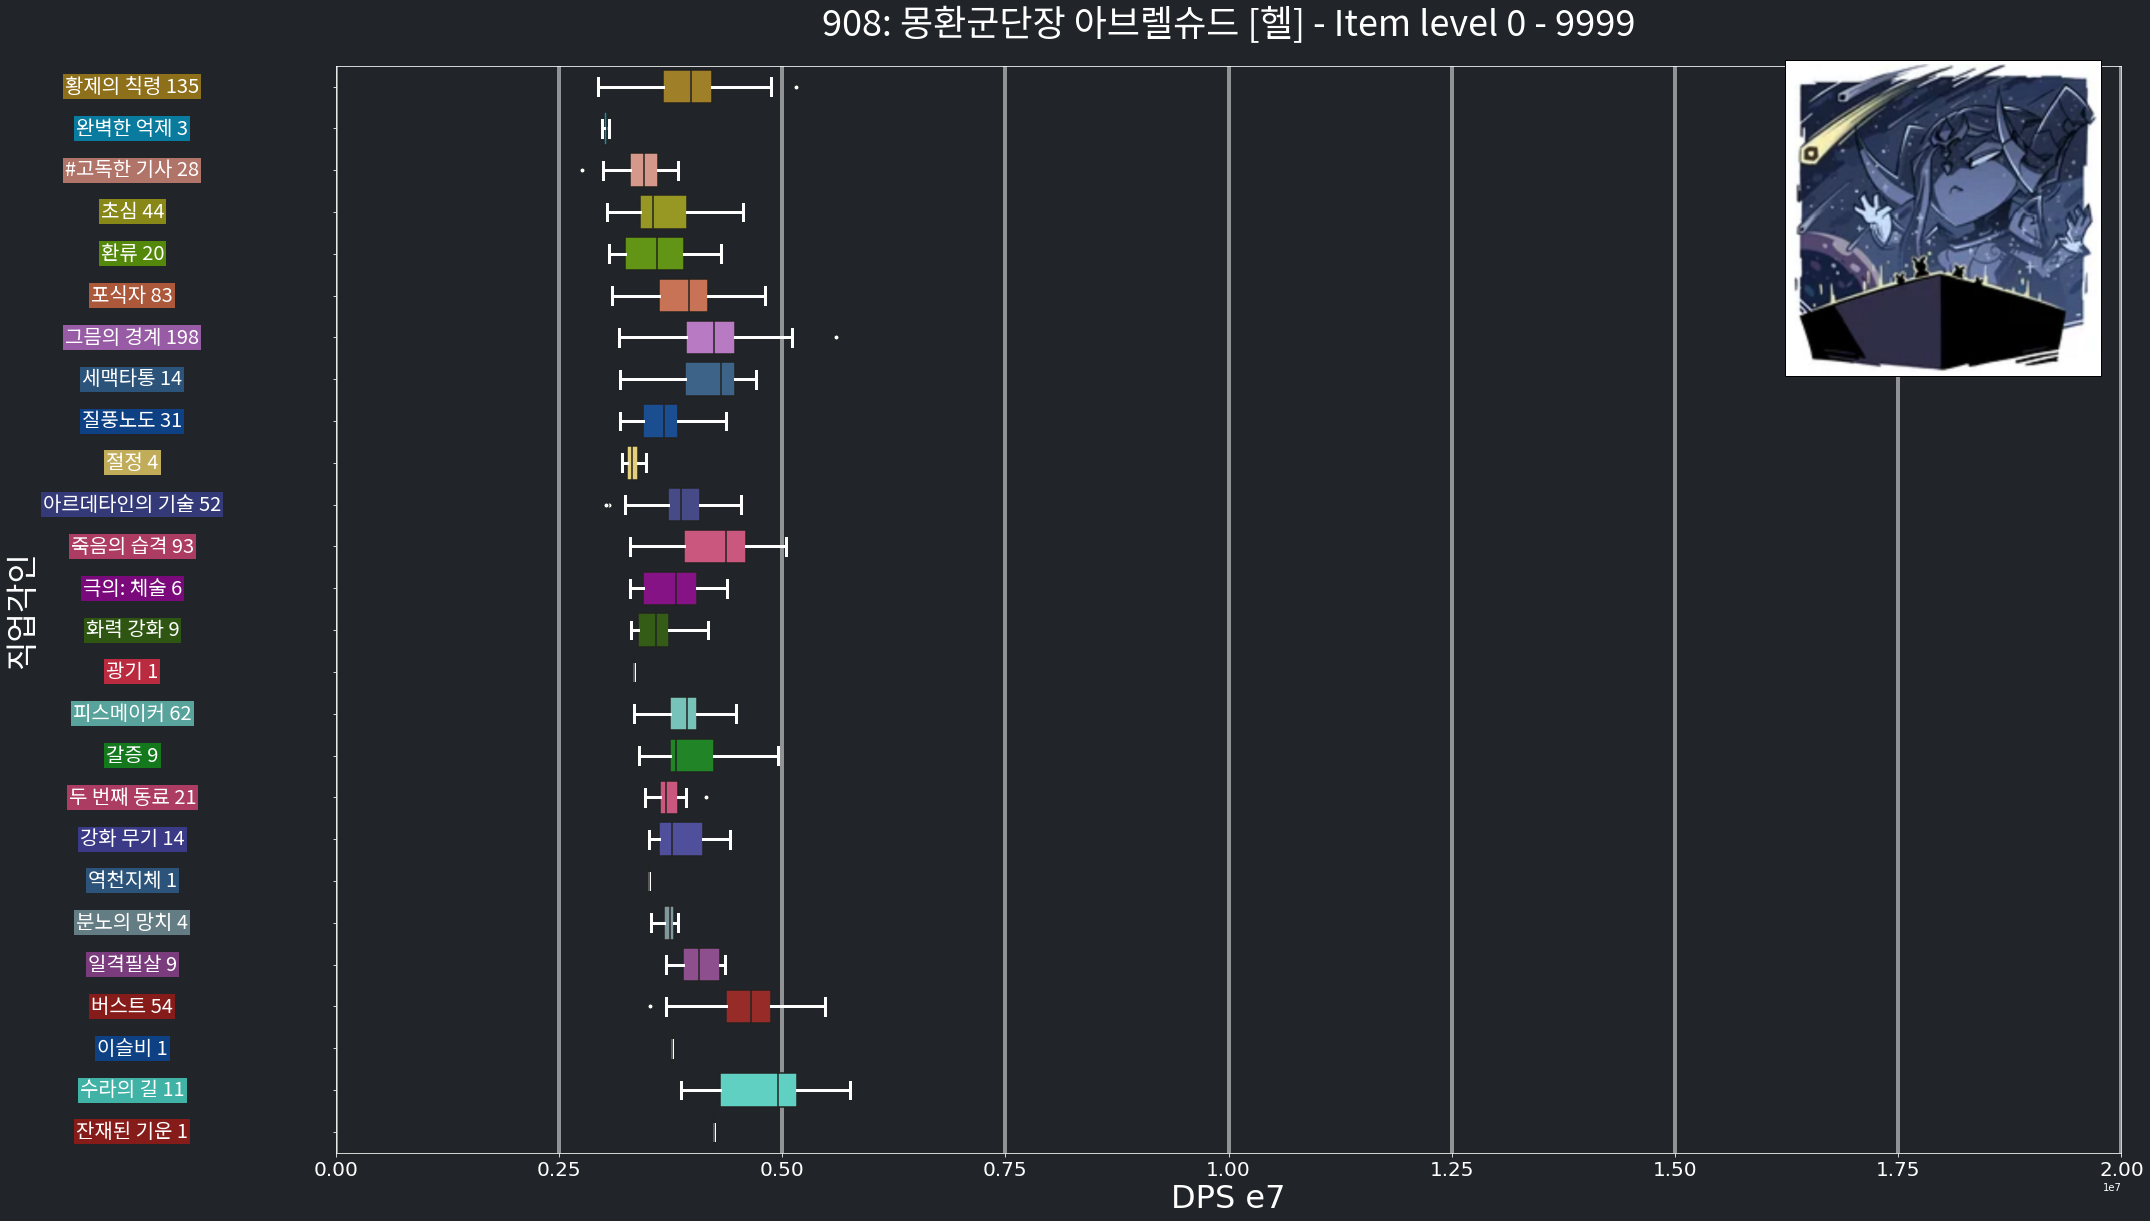 908: 몽환군단장 아브렐슈드 [헬] - Item level 0 - 9999
직업각인
황제의 칙령 135
완벽한 억제 3
#고독한 기사 28
초심 44
환류 20
포식자 83
그믐의 경계 198
세맥타통 14
질풍노도 31
절정 4
아르데타인의 기술 52
죽음의 습격 93
극의: 체술 6
화력 강화 9
광기 1
피스메이커 62
갈증 9
두 번째 동료 21
강화 무기 14
역천지체 1
분노의 망치 4
일격필살 9
버스트 54
이슬비 1
수라의 길 11
잔재된 기운 1
0.00 0.25 0.50 0.75 1.00 1.25 1.50 1.75 2.00
1e7
DPS e7